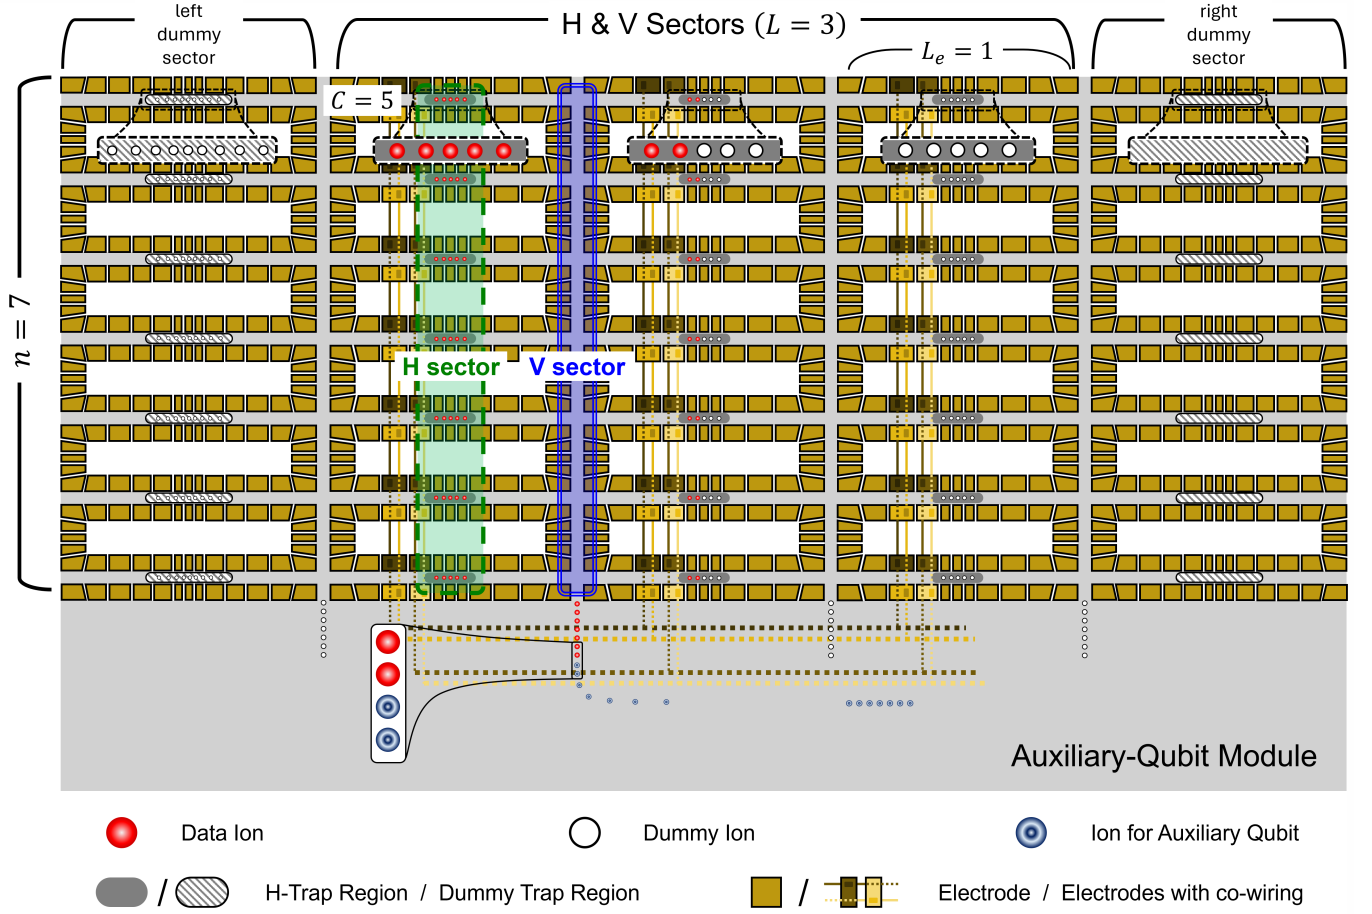 left
dummy
sector
H & V Sectors (L = 3)
right
dummy
sector
L_e = 1
C = 5
n = 7
H sector
V sector
Auxiliary-Qubit Module
Data Ion
Dummy Ion
Ion for Auxiliary Qubit
/ H-Trap Region / Dummy Trap Region
/ Electrode / Electrodes with co-wiring